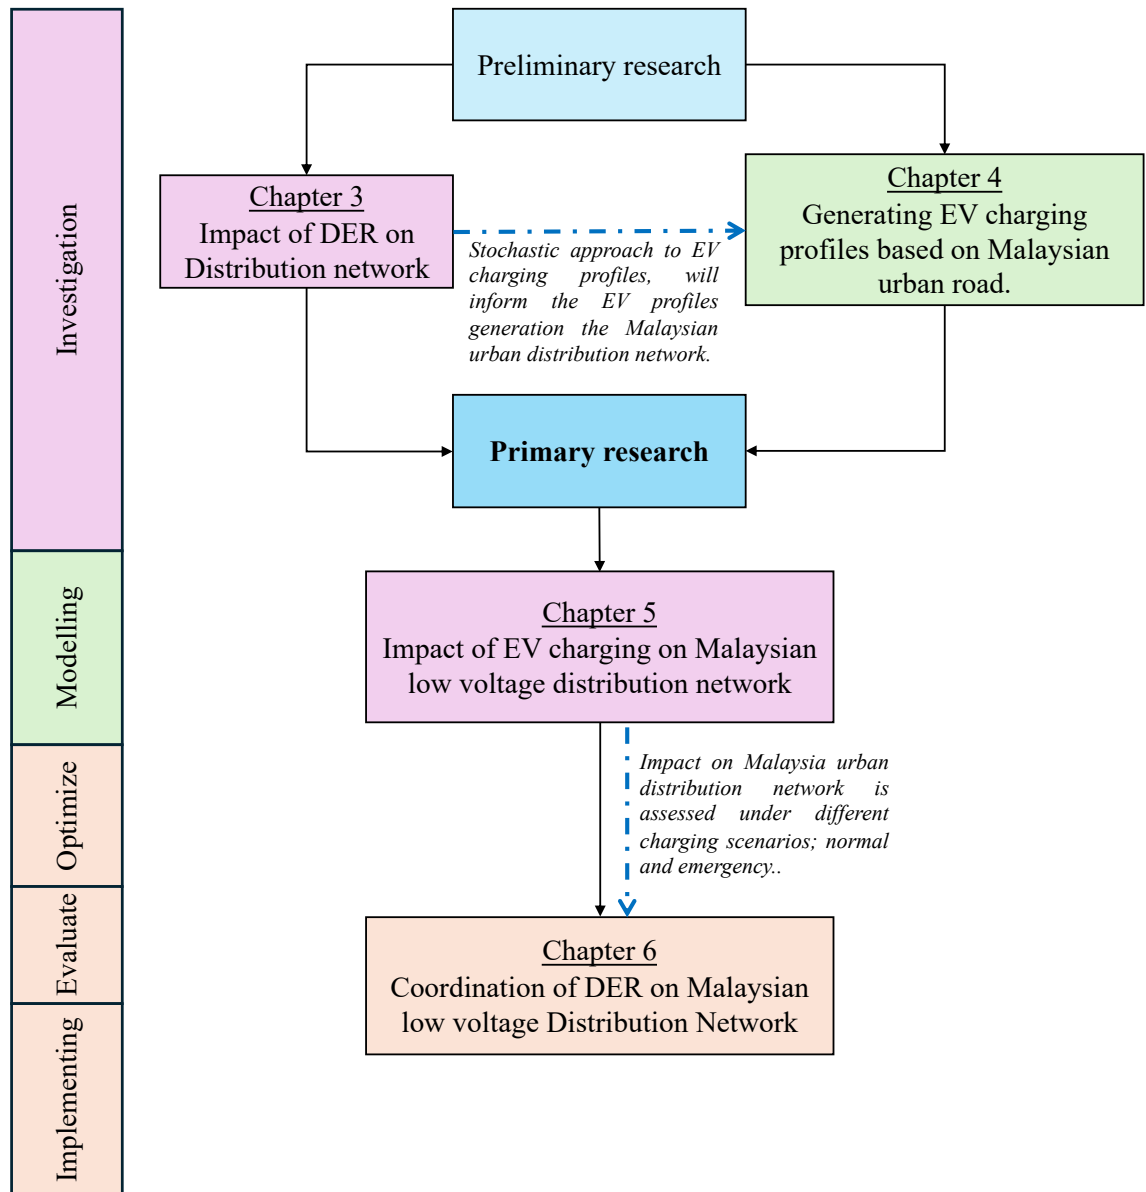 Investigation
Modelling
Optimize
Evaluate
Implementing
Preliminary research
Chapter 3
Impact of DER on
Distribution network
Stochastic approach to EV
charging profiles, will
inform the EV profiles
generation the Malaysian
urban distribution network.
Chapter 4
Generating EV charging
profiles based on Malaysian
urban road.
Primary research
Chapter 5
Impact of EV charging on Malaysian
low voltage distribution network
Impact on Malaysia urban
distribution network is
assessed under different
charging scenarios; normal
and emergency..
Chapter 6
Coordination of DER on Malaysian
low voltage Distribution Network